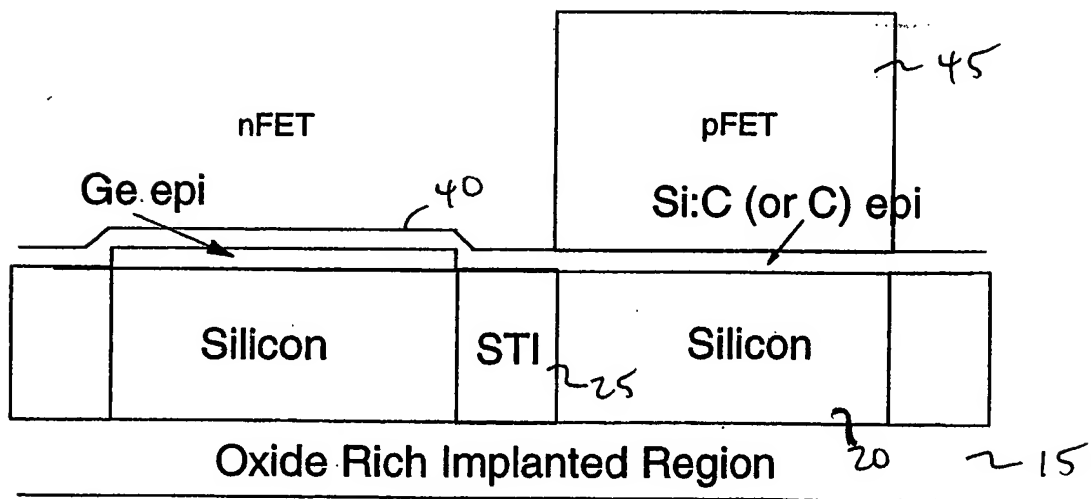 45
nFET
pFET
Ge epi
40
Si:C (or C) epi
Silicon
STI
25
Silicon
20
Oxide Rich Implanted Region
15